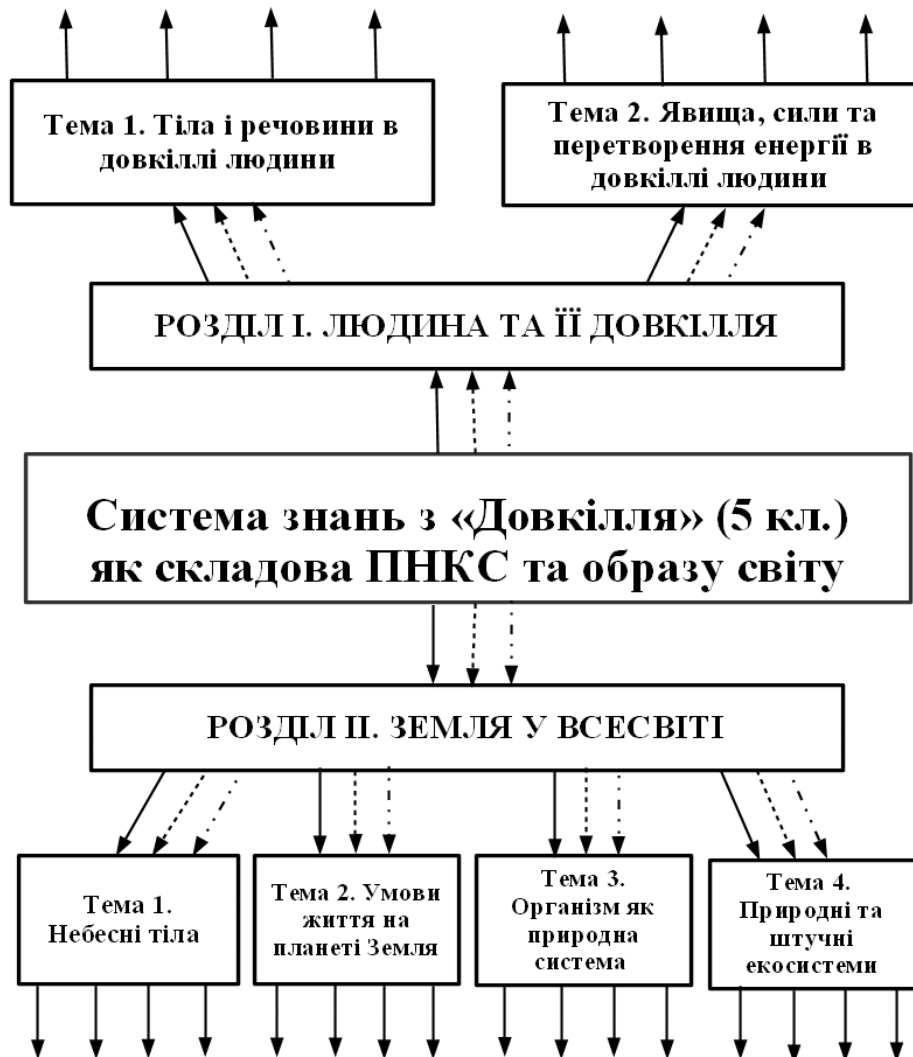 Тема 1. Тіла і речовини в
довкіллі людини
Тема 2. Явища, сили та
перетворення енергії в
довкіллі людини
РОЗДІЛ І. ЛЮДИНА ТА ЇЇ ДОВКІЛЛЯ
Система знань з «Довкілля» (5 кл.)
як складова ПНКС та образу світу
РОЗДІЛ ІІ. ЗЕМЛЯ У ВСЕСВІТІ
Тема 1.
Небесні тіла
Тема 2. Умови
життя на
планеті Земля
Тема 3.
Організм як
природна
система
Тема 4.
Природні та
штучні
екосистеми